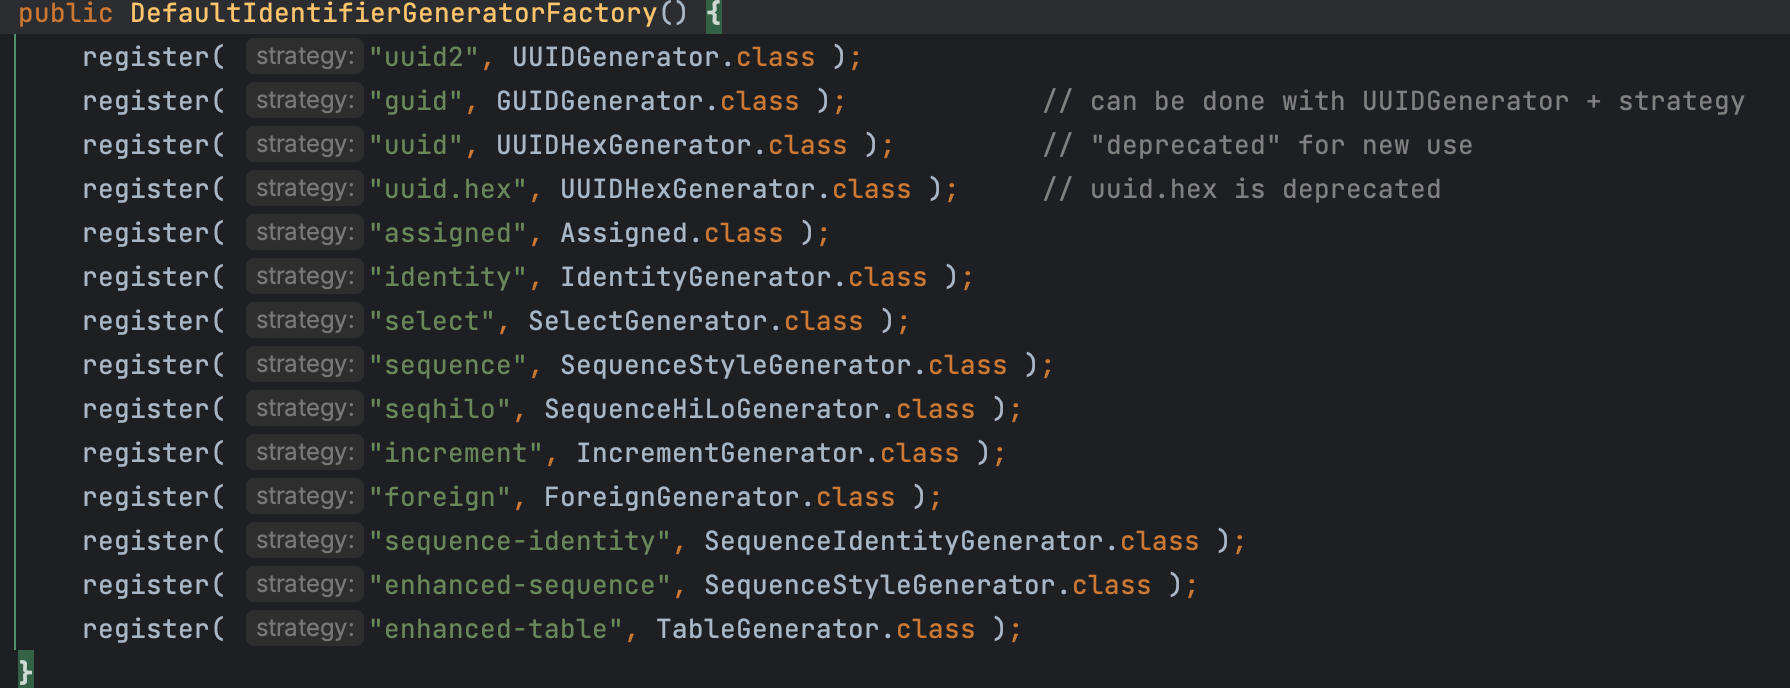 public DefaultIdentifierGeneratorFactory() {
register( strategy: "uuid2", UUIDGenerator.class );
register( strategy: "guid", GUIDGenerator.class ); // can be done with UUIDGenerator + strategy
register( strategy: "uuid", UUIDHexGenerator.class ); // "deprecated" for new use
register( strategy: "uuid.hex", UUIDHexGenerator.class ); // uuid.hex is deprecated
register( strategy: "assigned", Assigned.class );
register( strategy: "identity", IdentityGenerator.class );
register( strategy: "select", SelectGenerator.class );
register( strategy: "sequence", SequenceStyleGenerator.class );
register( strategy: "seqhilo", SequenceHiLoGenerator.class );
register( strategy: "increment", IncrementGenerator.class );
register( strategy: "foreign", ForeignGenerator.class );
register( strategy: "sequence-identity", SequenceIdentityGenerator.class );
register( strategy: "enhanced-sequence", SequenceStyleGenerator.class );
register( strategy: "enhanced-table", TableGenerator.class );
}